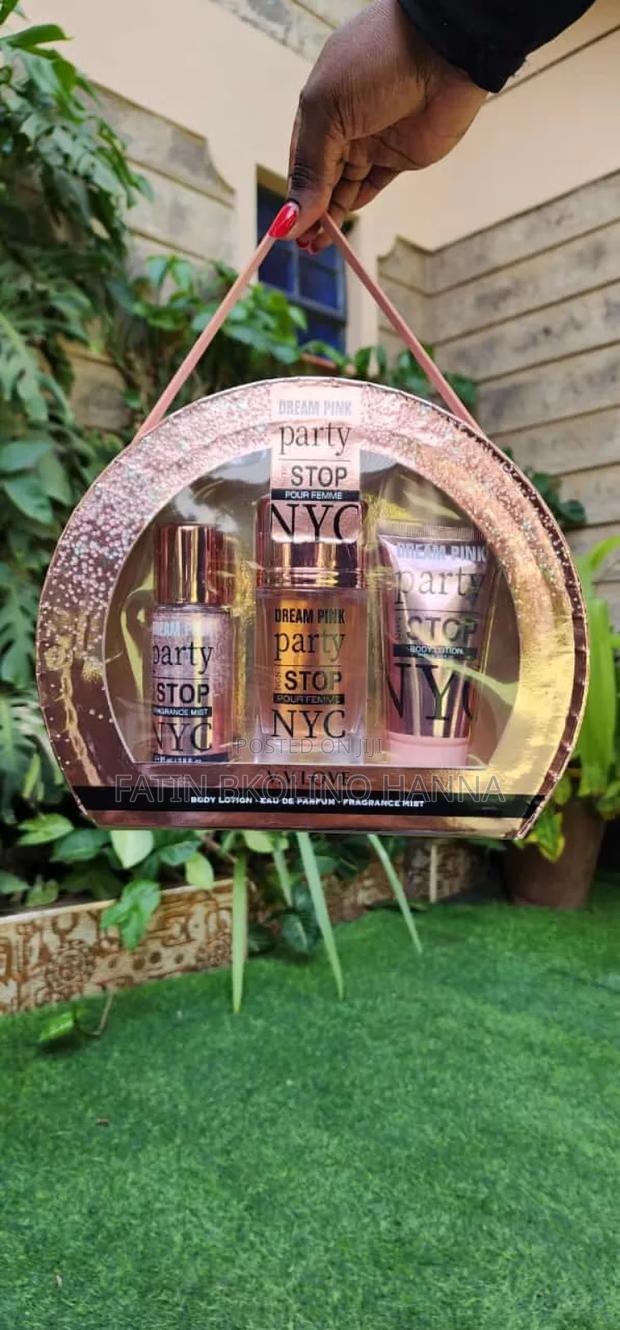 DREAM PINK
party
STOP
POUR FEMME
NYC
DREAM PINK
party
STOP
FRAGRANCE MIST
NYC
DREAM PINK
party
STOP
POUR FEMME
NYC
DREAM PINK
party
STOP
BODY LOTION
NYC
POSTED ON JIJI
FATIN BKOLINO HANNA
BODY LOTION - EAU DE PARFUM - FRAGRANCE MIST